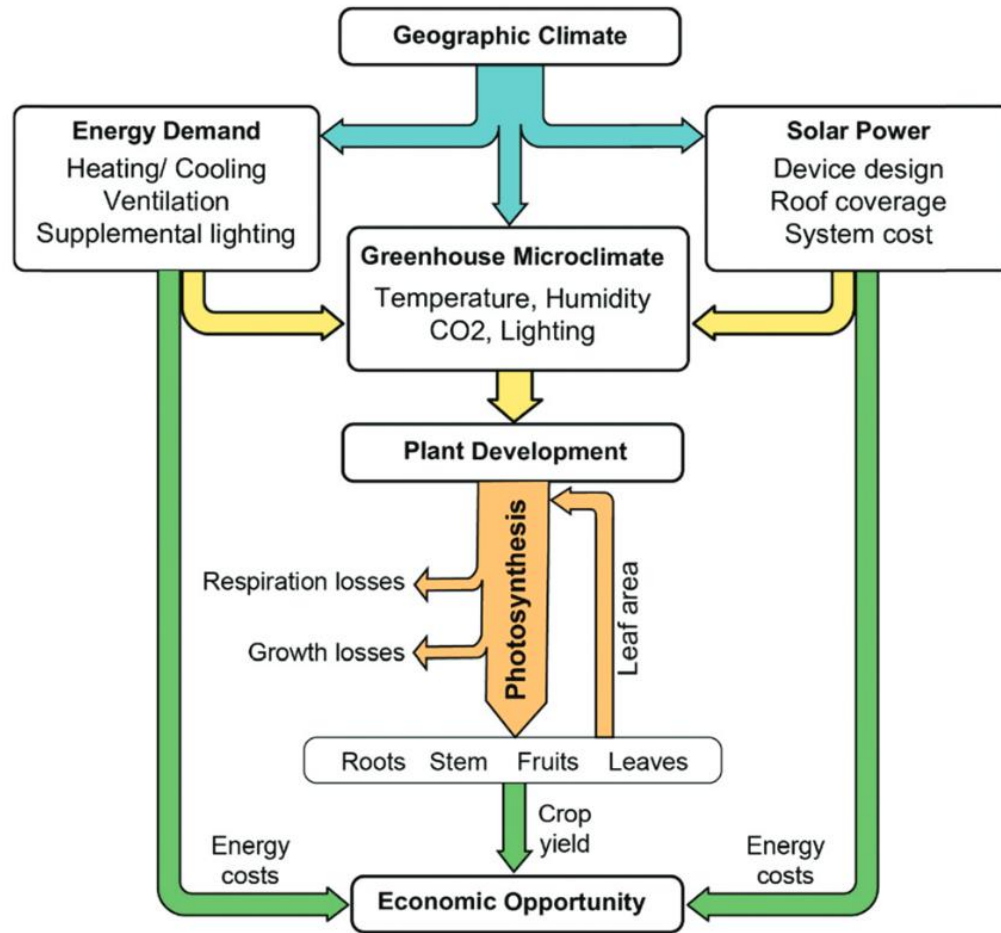 Geographic Climate
Energy Demand
Heating/ Cooling
Ventilation
Supplemental lighting
Solar Power
Device design
Roof coverage
System cost
Greenhouse Microclimate
Temperature, Humidity
CO2, Lighting
Plant Development
Photosynthesis
Respiration losses
Growth losses
Leaf area
Roots Stem Fruits Leaves
Crop
yield
Energy
costs
Energy
costs
Economic Opportunity